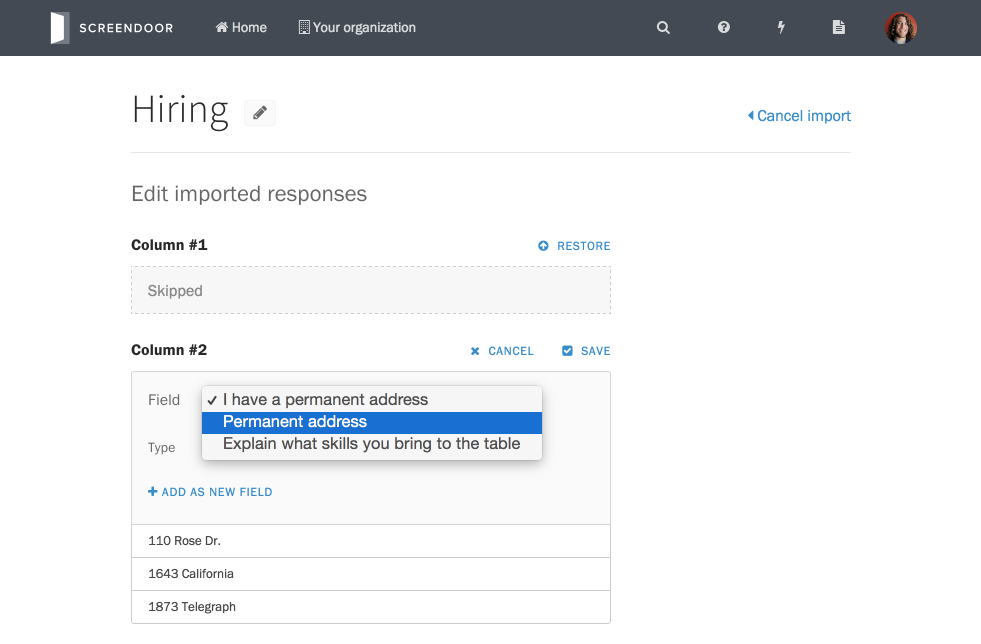 SCREENDOOR Home Your organization
Hiring
Cancel import
Edit imported responses
Column #1 RESTORE
Skipped
Column #2 CANCEL SAVE
Field I have a permanent address
Permanent address
Explain what skills you bring to the table
Type
ADD AS NEW FIELD
110 Rose Dr.
1643 California
1873 Telegraph